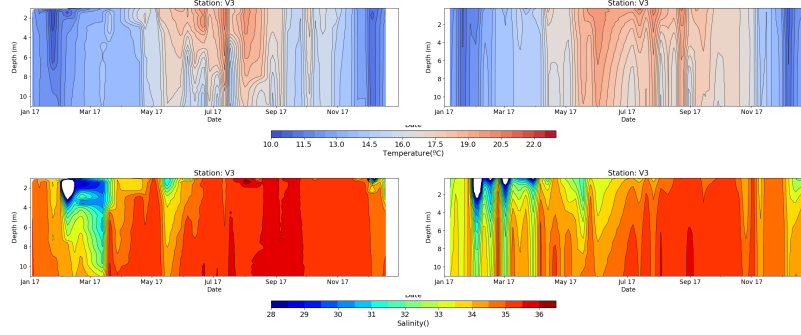 Station: V3
Depth (m)
2
4
6
8
10
Jan 17 Mar 17 May 17 Jul 17 Sep 17 Nov 17
Date
Station: V3
Depth (m)
2
4
6
8
10
Jan 17 Mar 17 May 17 Jul 17 Sep 17 Nov 17
Date
Date
10.0 11.5 13.0 14.5 16.0 17.5 19.0 20.5 22.0
Temperature(ºC)
Station: V3
Depth (m)
2
4
6
8
10
Jan 17 Mar 17 May 17 Jul 17 Sep 17 Nov 17
Date
Station: V3
Depth (m)
2
4
6
8
10
Jan 17 Mar 17 May 17 Jul 17 Sep 17 Nov 17
Date
Date
28 29 30 31 32 33 34 35 36
Salinity()